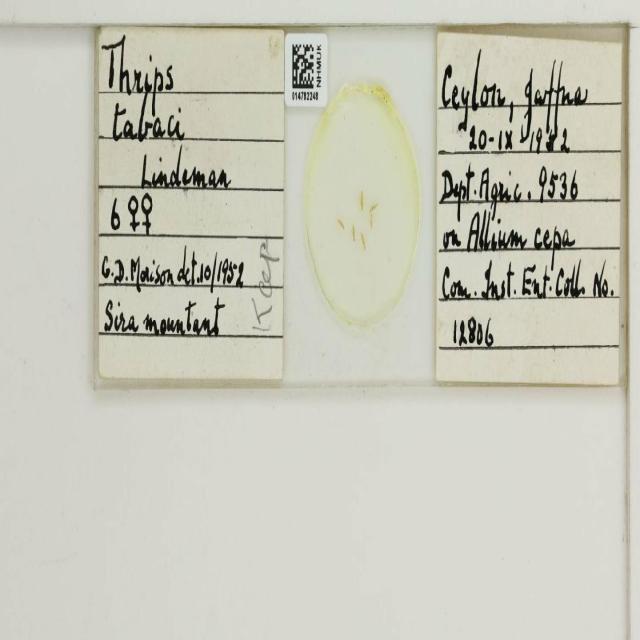 Thrips
tabaci
Lindeman
6 ♀♀
G.D. Morison det. 10/1952
Sira mountant
Keep
NHMUK
014782248
Ceylon, Jaffna
20-IX-1952
Dept. Agric. 9536
on Allium cepa
Com. Inst. Ent. Coll. No.
12806